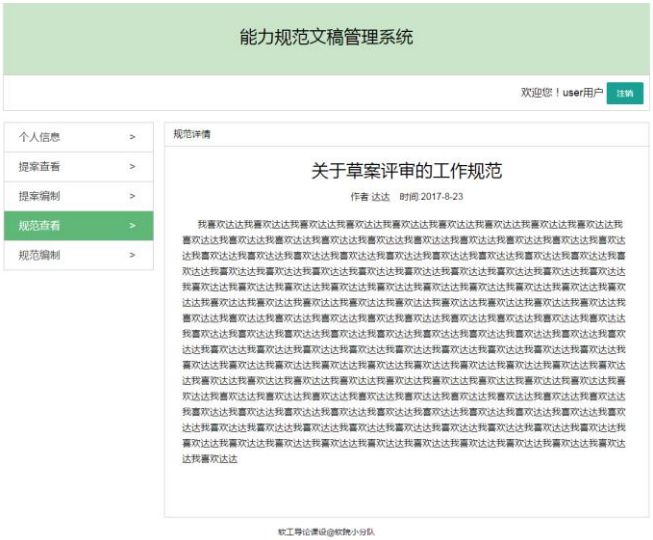 能力规范文稿管理系统
欢迎您！user用户 注销
个人信息 >
提案查看 >
提案编制 >
规范查看 >
规范编制 >
规范详情
关于草案评审的工作规范
作者:达达 时间:2017-8-23
我喜欢达达我喜欢达达我喜欢达达我喜欢达达我喜欢达达我喜欢达达我喜欢达达我喜欢达达我喜欢达达我
喜欢达达我喜欢达达我喜欢达达我喜欢达达我喜欢达达我喜欢达达我喜欢达达我喜欢达达我喜欢达达我喜欢达
达我喜欢达达我喜欢达达我喜欢达达我喜欢达达我喜欢达达我喜欢达达我喜欢达达我喜欢达达我喜欢达达我喜
欢达达我喜欢达达我喜欢达达我喜欢达达我喜欢达达我喜欢达达我喜欢达达我喜欢达达我喜欢达达我喜欢达达
我喜欢达达我喜欢达达我喜欢达达我喜欢达达我喜欢达达我喜欢达达我喜欢达达我喜欢达达我喜欢达达我喜欢
达达我喜欢达达我喜欢达达我喜欢达达我喜欢达达我喜欢达达我喜欢达达我喜欢达达我喜欢达达我喜欢达达我
喜欢达达我喜欢达达我喜欢达达我喜欢达达我喜欢达达我喜欢达达我喜欢达达我喜欢达达我喜欢达达我喜欢达达
我喜欢达达我喜欢达达我喜欢达达我喜欢达达我喜欢达达我喜欢达达我喜欢达达我喜欢达达我喜欢达达我喜欢
达达我喜欢达达我喜欢达达我喜欢达达我喜欢达达我喜欢达达我喜欢达达我喜欢达达我喜欢达达我喜欢达达我
喜欢达达我喜欢达达我喜欢达达我喜欢达达我喜欢达达我喜欢达达我喜欢达达我喜欢达达我喜欢达达我喜欢达
达我喜欢达达我喜欢达达我喜欢达达我喜欢达达我喜欢达达我喜欢达达我喜欢达达我喜欢达达我喜欢达达我喜
欢达达我喜欢达达我喜欢达达我喜欢达达我喜欢达达我喜欢达达我喜欢达达我喜欢达达我喜欢达达我喜欢达达
我喜欢达达我喜欢达达我喜欢达达我喜欢达达我喜欢达达我喜欢达达我喜欢达达我喜欢达达我喜欢达达我喜欢
达达我喜欢达达我喜欢达达我喜欢达达我喜欢达达我喜欢达达我喜欢达达我喜欢达达我喜欢达达我喜欢达达我
喜欢达达我喜欢达达我喜欢达达我喜欢达达我喜欢达达我喜欢达达我喜欢达达我喜欢达达我喜欢达达我喜欢达
达我喜欢达达
软工导论课设@软院小分队